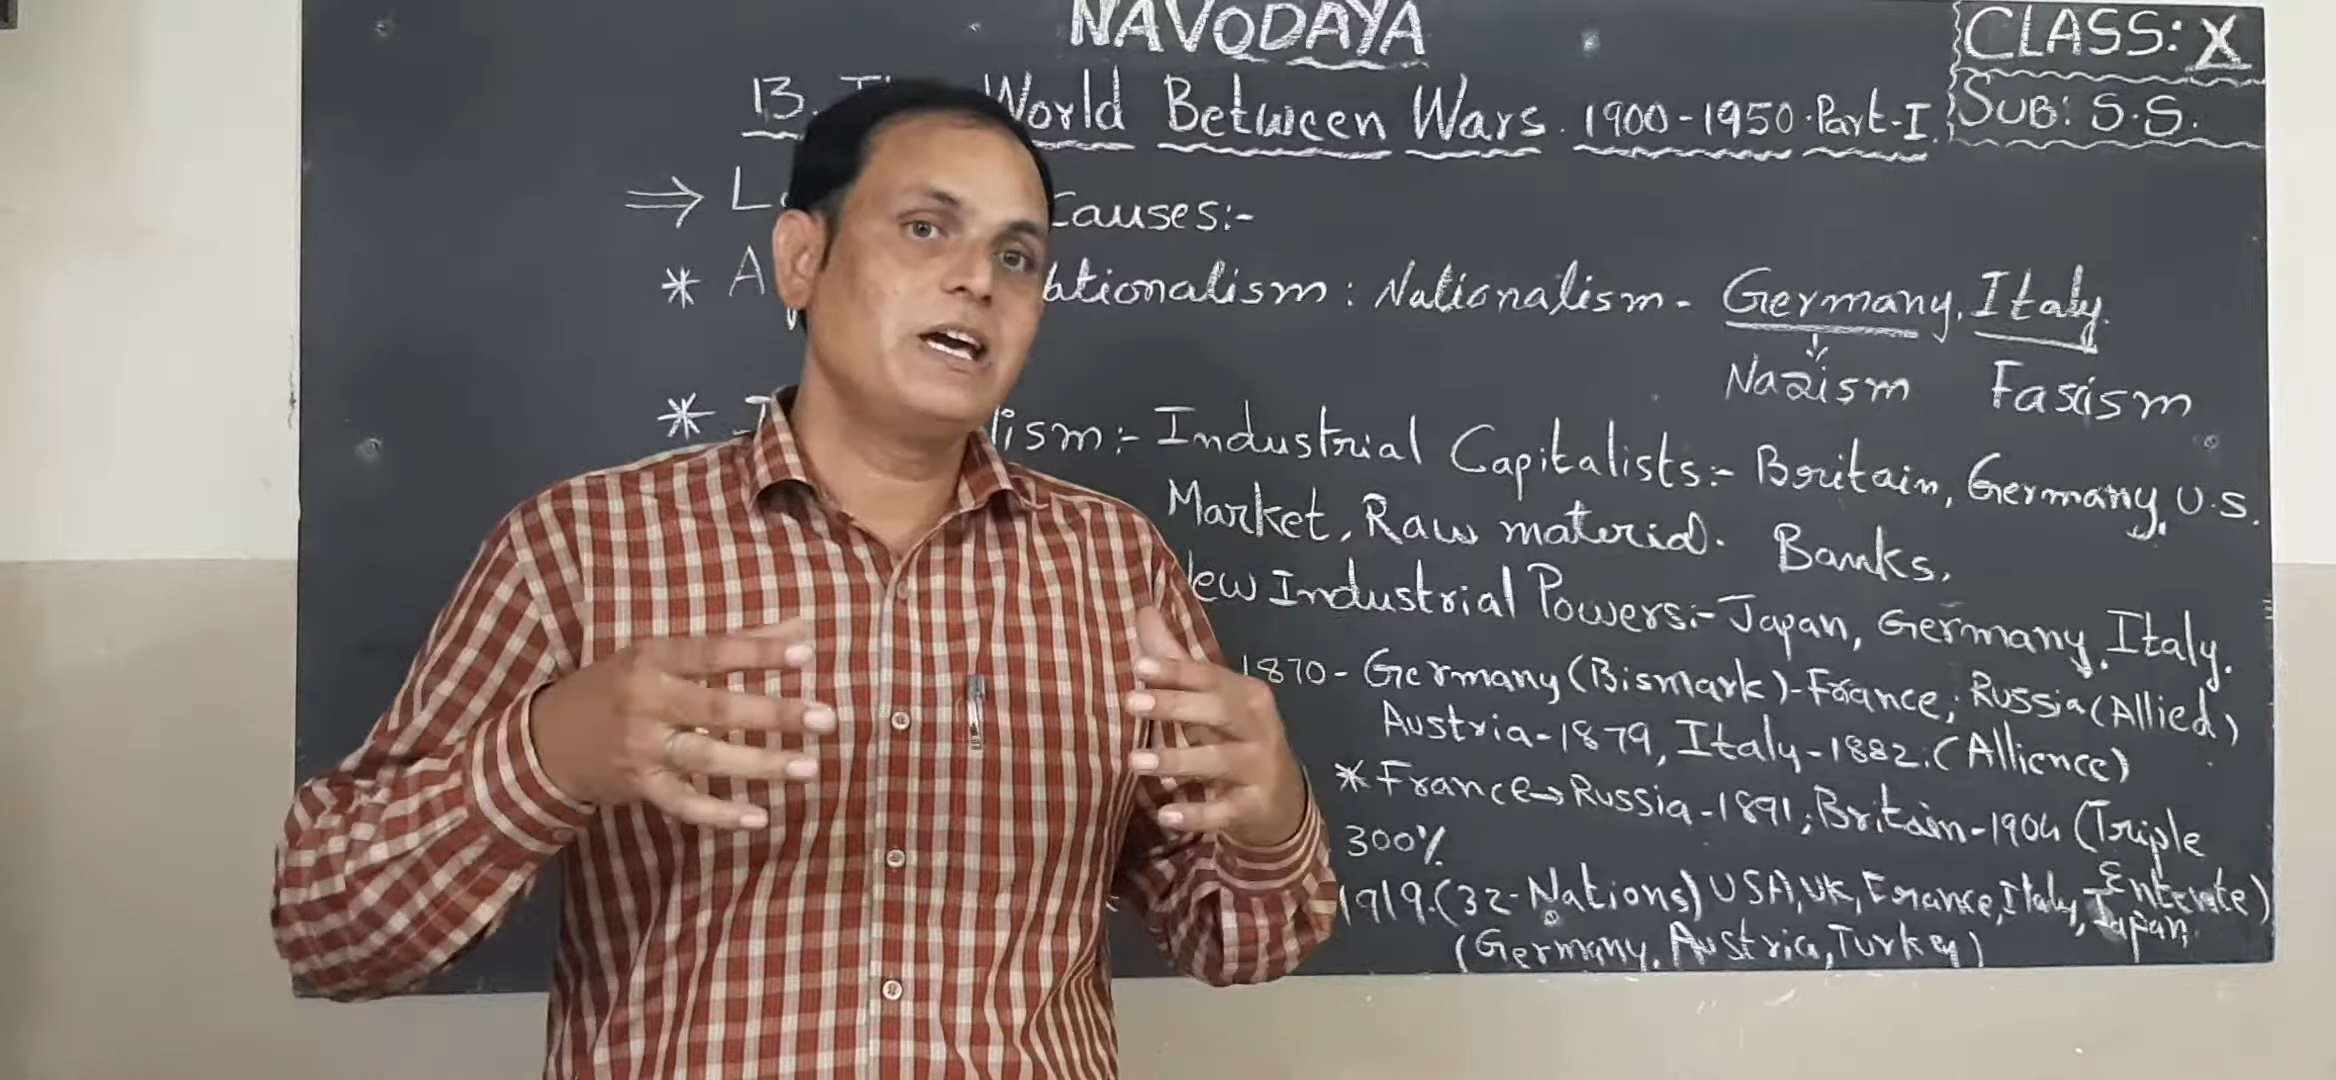 NAVODAYA
CLASS: X
13. World Between Wars. 1900-1950. Part-I.
SUB: S.S.
⇒ Causes:-
* A ationalism: Nationalism - Germany, Italy.
Nazism Fascism
* lism:- Industrial Capitalists:- Britain, Germany, U.S.
Market, Raw material. Banks.
ew Industrial Powers:- Japan, Germany, Italy.
1870 - Germany (Bismark) - France; Russia (Allied)
Austria-1879, Italy-1882. (Allience)
* France→Russia-1891; Britain-1904 (Triple
Entente)
300%
1919. (32-Nations) USA, UK, France, Italy, Japan,
(Germany, Austria, Turkey)